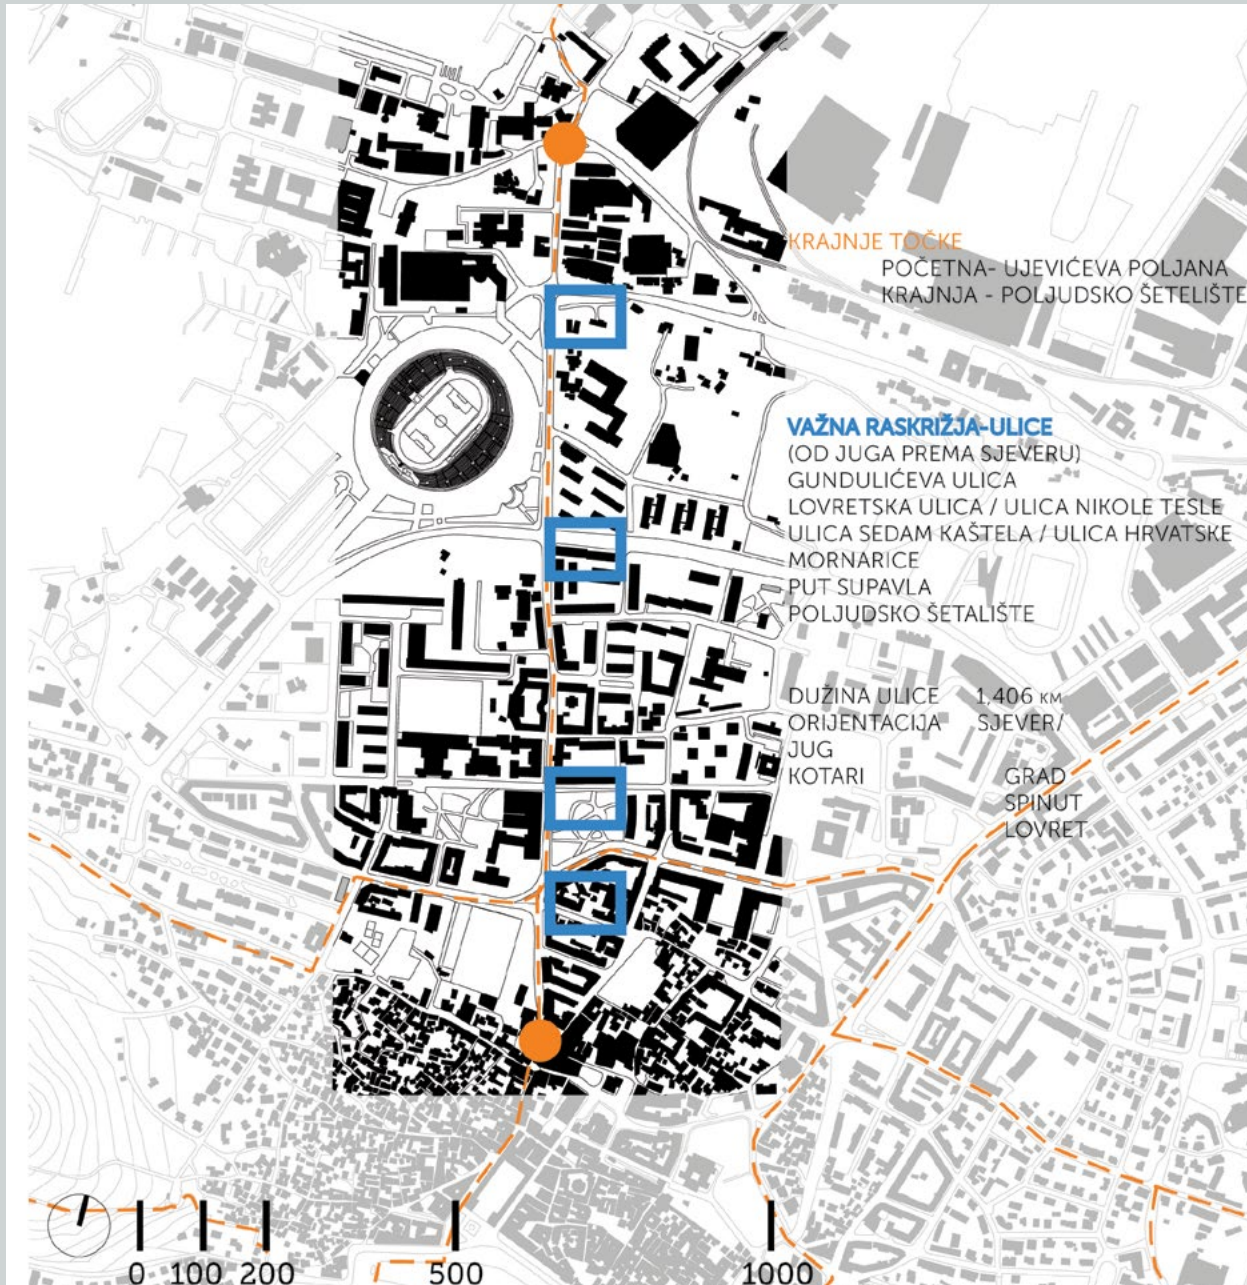 KRAJNJE TOČKE
POČETNA- UJEVIĆEVA POLJANA
KRAJNJA - POLJUDSKO ŠETELIŠTE
VAŽNA RASKRIŽJA-ULICE
(OD JUGA PREMA SJEVERU)
GUNDULIĆEVA ULICA
LOVRETSKA ULICA / ULICA NIKOLE TESLE
ULICA SEDAM KAŠTELA / ULICA HRVATSKE
MORNARICE
PUT SUPAVLA
POLJUDSKO ŠETALIŠTE
DUŽINA ULICE 1,406 KM
ORIJENTACIJA SJEVER/
JUG
KOTARI GRAD
SPINUT
LOVRET
0 100 200 500 1000